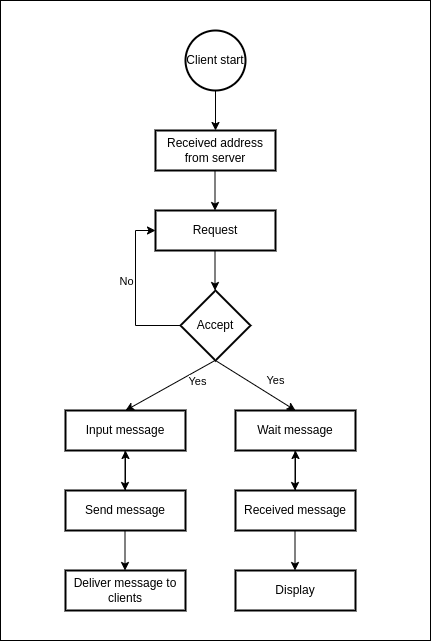 Client start
Received address
from server
Request
No
Accept
Yes
Yes
Input message
Wait message
Send message
Received message
Deliver message to
clients
Display